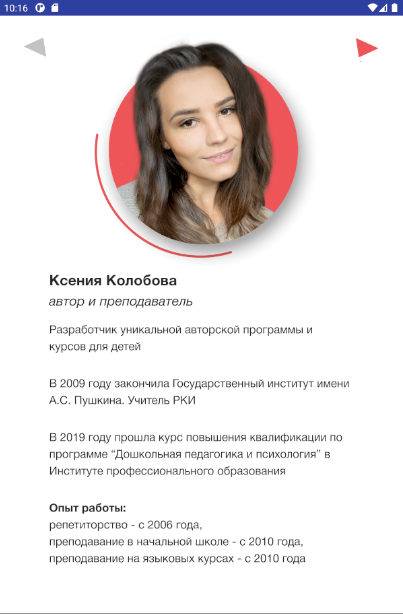 10:16
Ксения Колобова
автор и преподаватель
Разработчик уникальной авторской программы и
курсов для детей
В 2009 году закончила Государственный институт имени
А.С. Пушкина. Учитель РКИ
В 2019 году прошла курс повышения квалификации по
программе “Дошкольная педагогика и психология” в
Институте профессионального образования
Опыт работы:
репетиторство - с 2006 года,
преподавание в начальной школе - с 2010 года,
преподавание на языковых курсах - с 2010 года